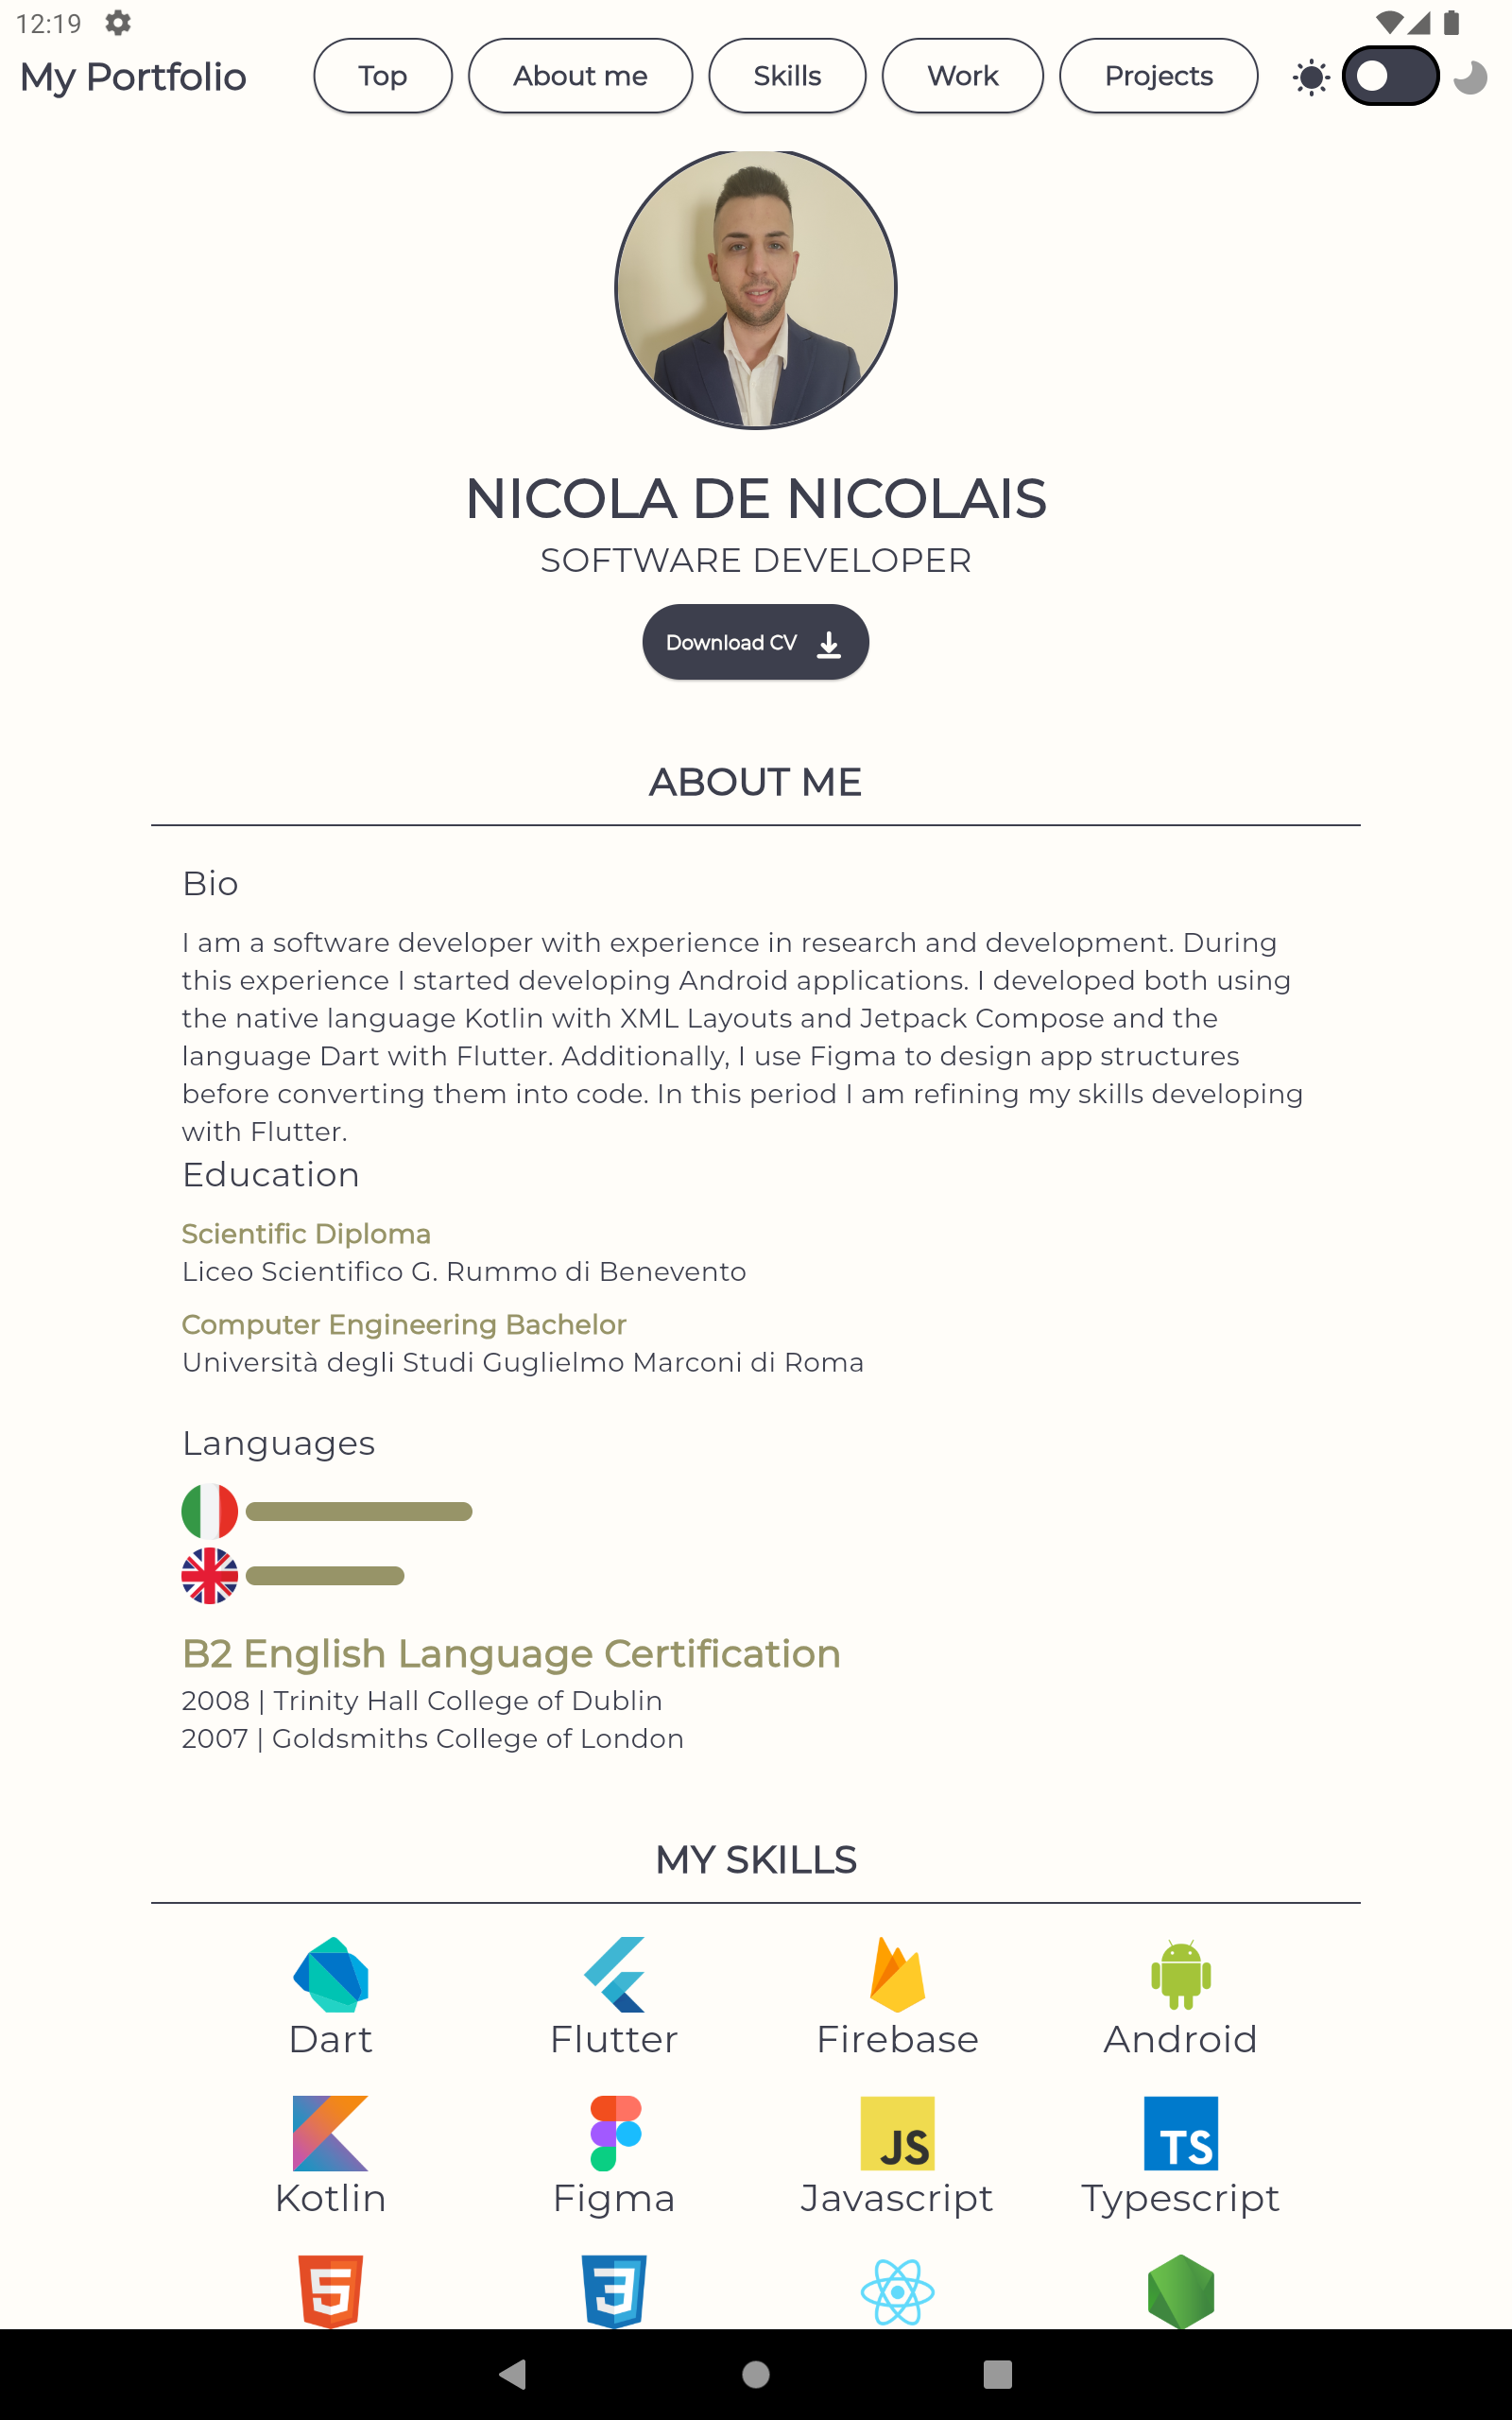 12:19
My Portfolio
Top
About me
Skills
Work
Projects
NICOLA DE NICOLAIS
SOFTWARE DEVELOPER
Download CV
ABOUT ME
Bio
I am a software developer with experience in research and development. During
this experience I started developing Android applications. I developed both using
the native language Kotlin with XML Layouts and Jetpack Compose and the
language Dart with Flutter. Additionally, I use Figma to design app structures
before converting them into code. In this period I am refining my skills developing
with Flutter.
Education
Scientific Diploma
Liceo Scientifico G. Rummo di Benevento
Computer Engineering Bachelor
Università degli Studi Guglielmo Marconi di Roma
Languages
B2 English Language Certification
2008 | Trinity Hall College of Dublin
2007 | Goldsmiths College of London
MY SKILLS
Dart
Flutter
Firebase
Android
JS
TS
Kotlin
Figma
Javascript
Typescript
5
3